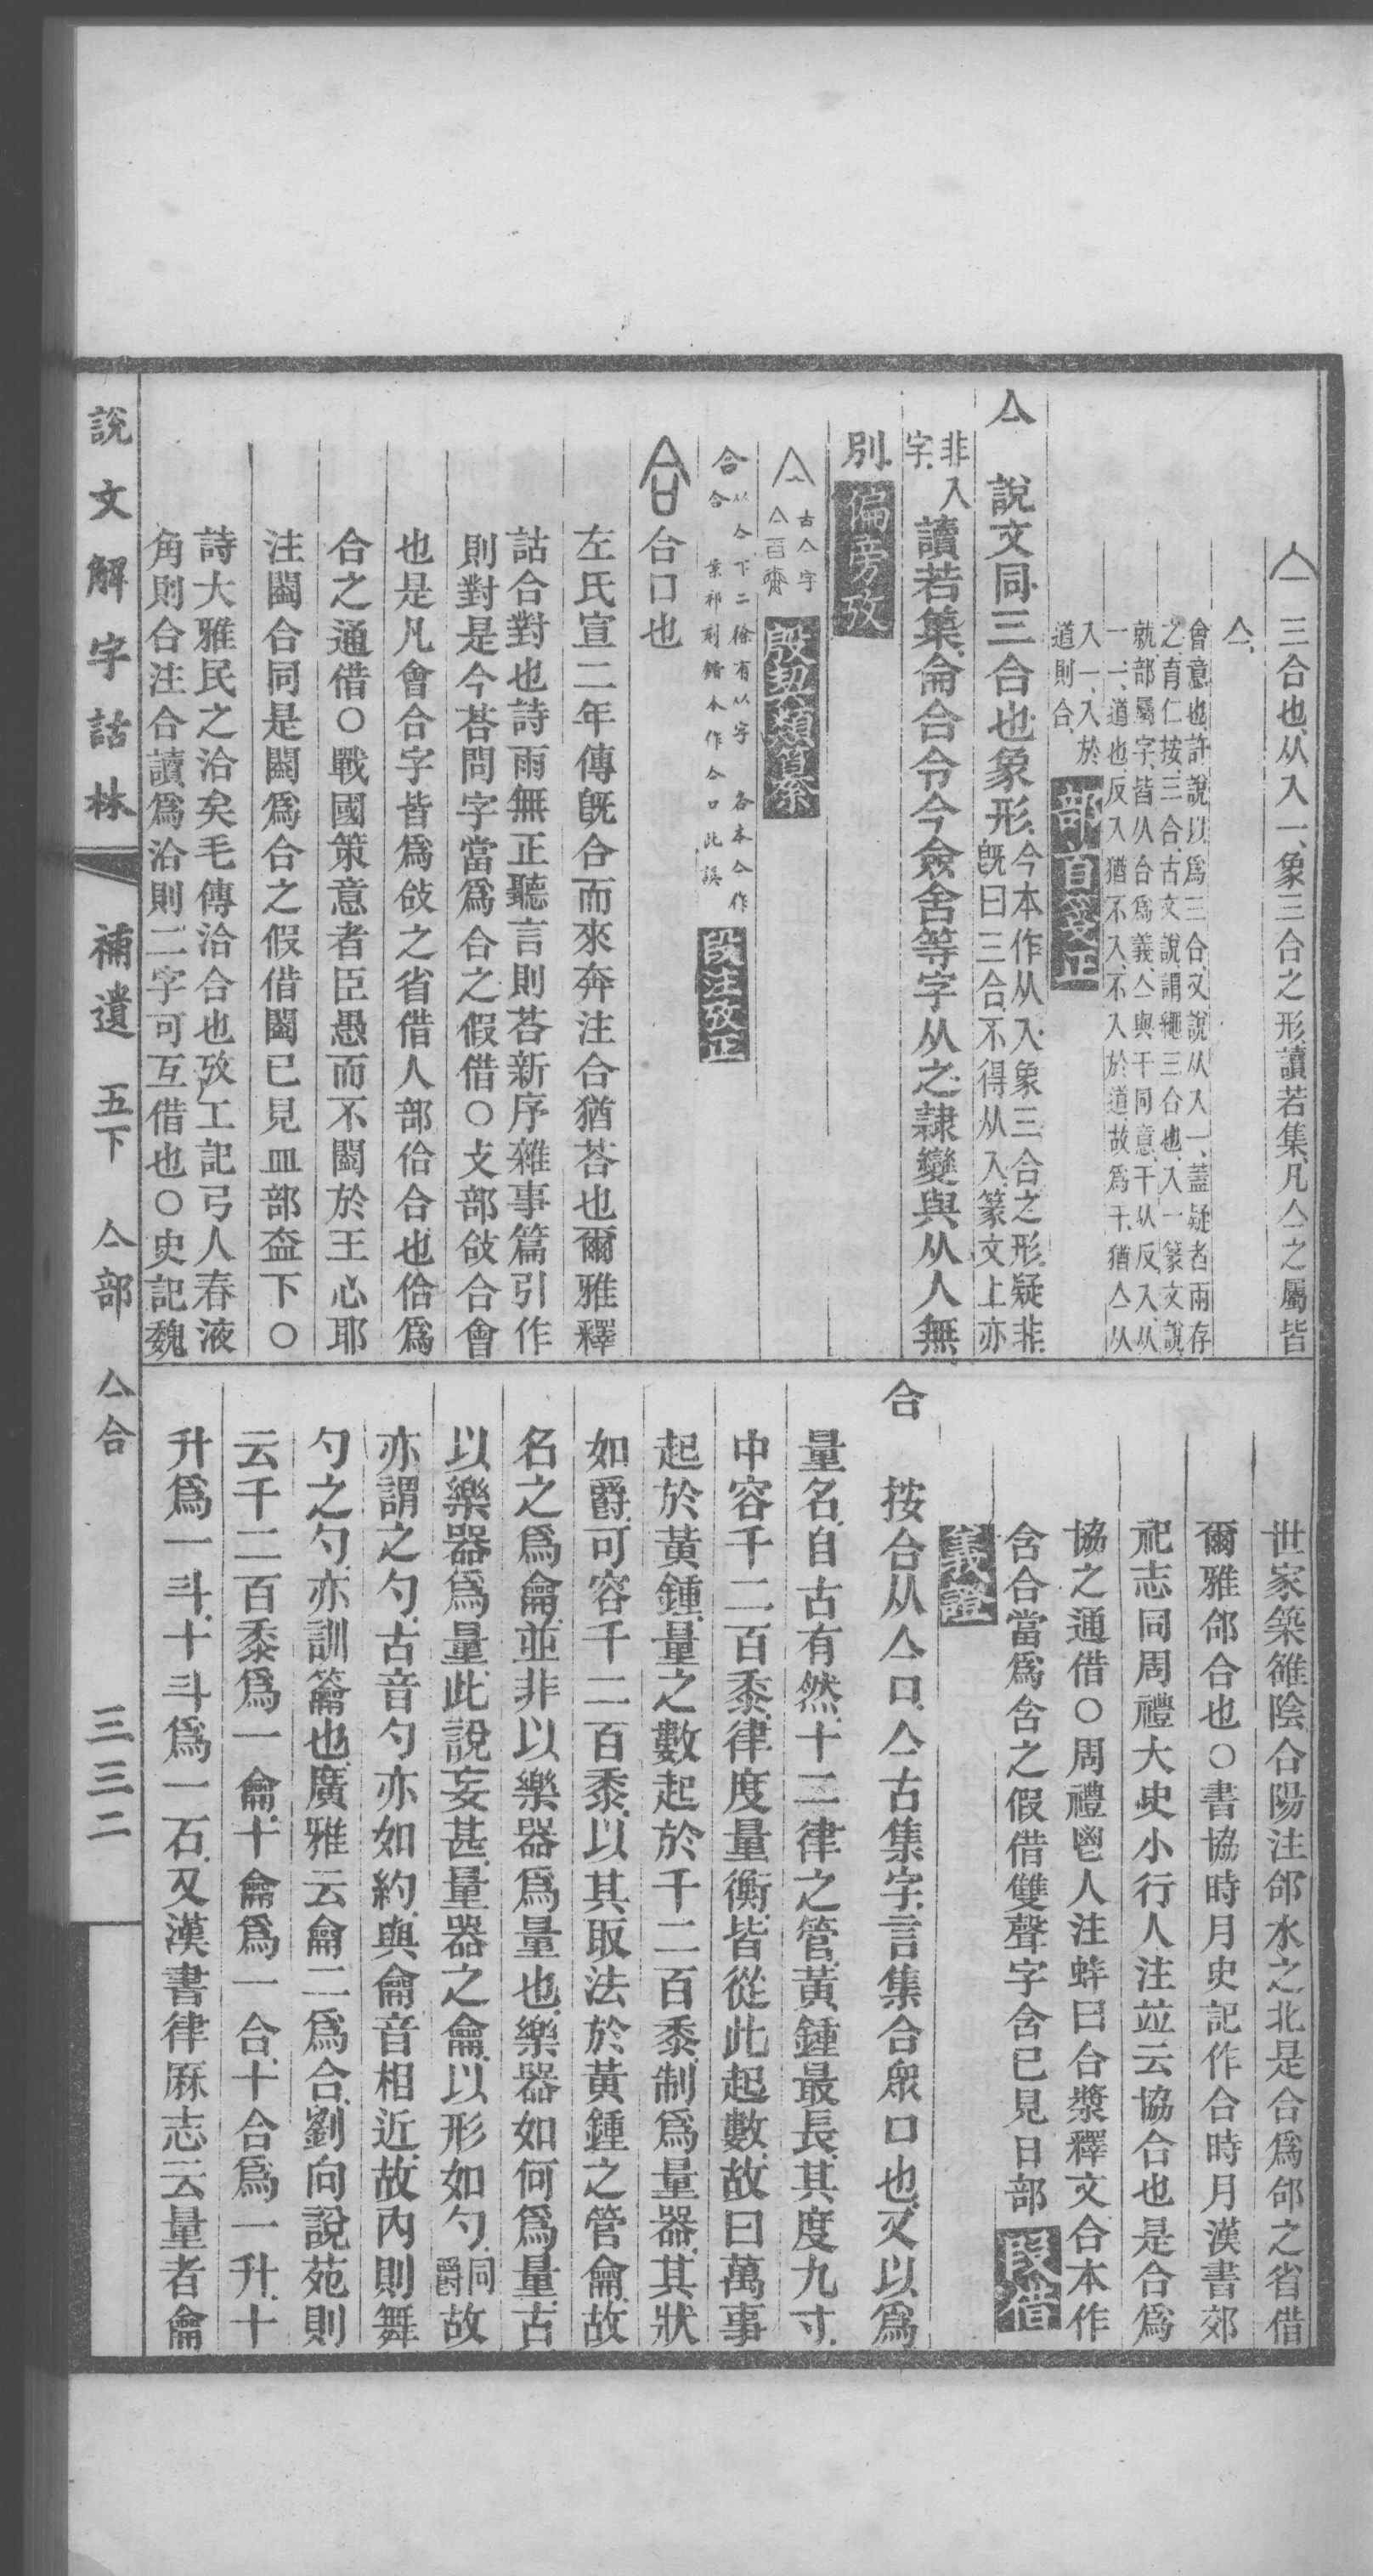 亼三合也从入一象三合之形讀若集凡亼之屬皆从
亼
會意也許說以爲三合又說从入一蓋疑者兩存
之育仁按三合古文說謂䋲三合也入一篆文說
就部屬字皆从合爲義亼與干同意干从反入从
一一道也反入猶不入不入於道故爲干猶亼从
入一入於
道則合 部首受正
亼 說文同三合也象形今本作从入象三合之形疑非
旣曰三合不得从入篆文上亦
非入
字 讀若集侖合令今僉舍等字从之隸變與从人無
別 偏旁攷
亼 古亼字
亼酉齋 殷契類纂
合 以合下二徐有以字 各本合作
合 葉祁刻鍇本作合口此誤 段注攷正
合 合口也
左氏宣二年傳旣合而來奔注合猶荅也爾雅釋
詁合對也詩雨無正聽言則荅新序雜事篇引作
則對是今荅問字當爲合之假借○攴部敆合會
也是凡會合字皆爲敆之省借人部佮合也佮爲
合之通借○戰國策意者臣愚而不闔於王心耶
注闔合同是闔爲合之假借闔已見皿部盇下○
詩大雅民之洽矣毛傳洽合也攷工記弓人春液
角則合注合讀爲洽則二字可互借也○史記魏
世家築雒陰合陽注郃水之北是合爲郃之省借
爾雅郃合也○書協時月史記作合時月漢書郊
祀志同周禮大史小行人注竝云協合也是合爲
協之通借○周禮鬯人注蜯曰合漿釋文合本作
含合當爲含之假借雙聲字含已見日部 叚借
義證
合 按合从亼口亼古集字言集合衆口也又以爲
量名自古有然十二律之管黃鍾最長其度九寸
中容千二百黍律度量衡皆從此起數故曰萬事
起於黃鍾量之數起於千二百黍制爲量器其狀
如爵可容千二百黍以其取法於黃鍾之管龠故
名之爲龠並非以樂器爲量也樂器如何爲量古
以樂器爲量此說妄甚量器之龠以形如勺同爵故
亦謂之勺古音勺亦如約與龠音相近故內則舞
勺之勺亦訓籥也廣雅云龠二爲合劉向說苑則
云千二百黍爲一龠十龠爲一合十合爲一升十
升爲一斗十斗爲一石又漢書律厤志云量者龠
說文解字詁林 補遺 五下 亼部 亼合 三三二